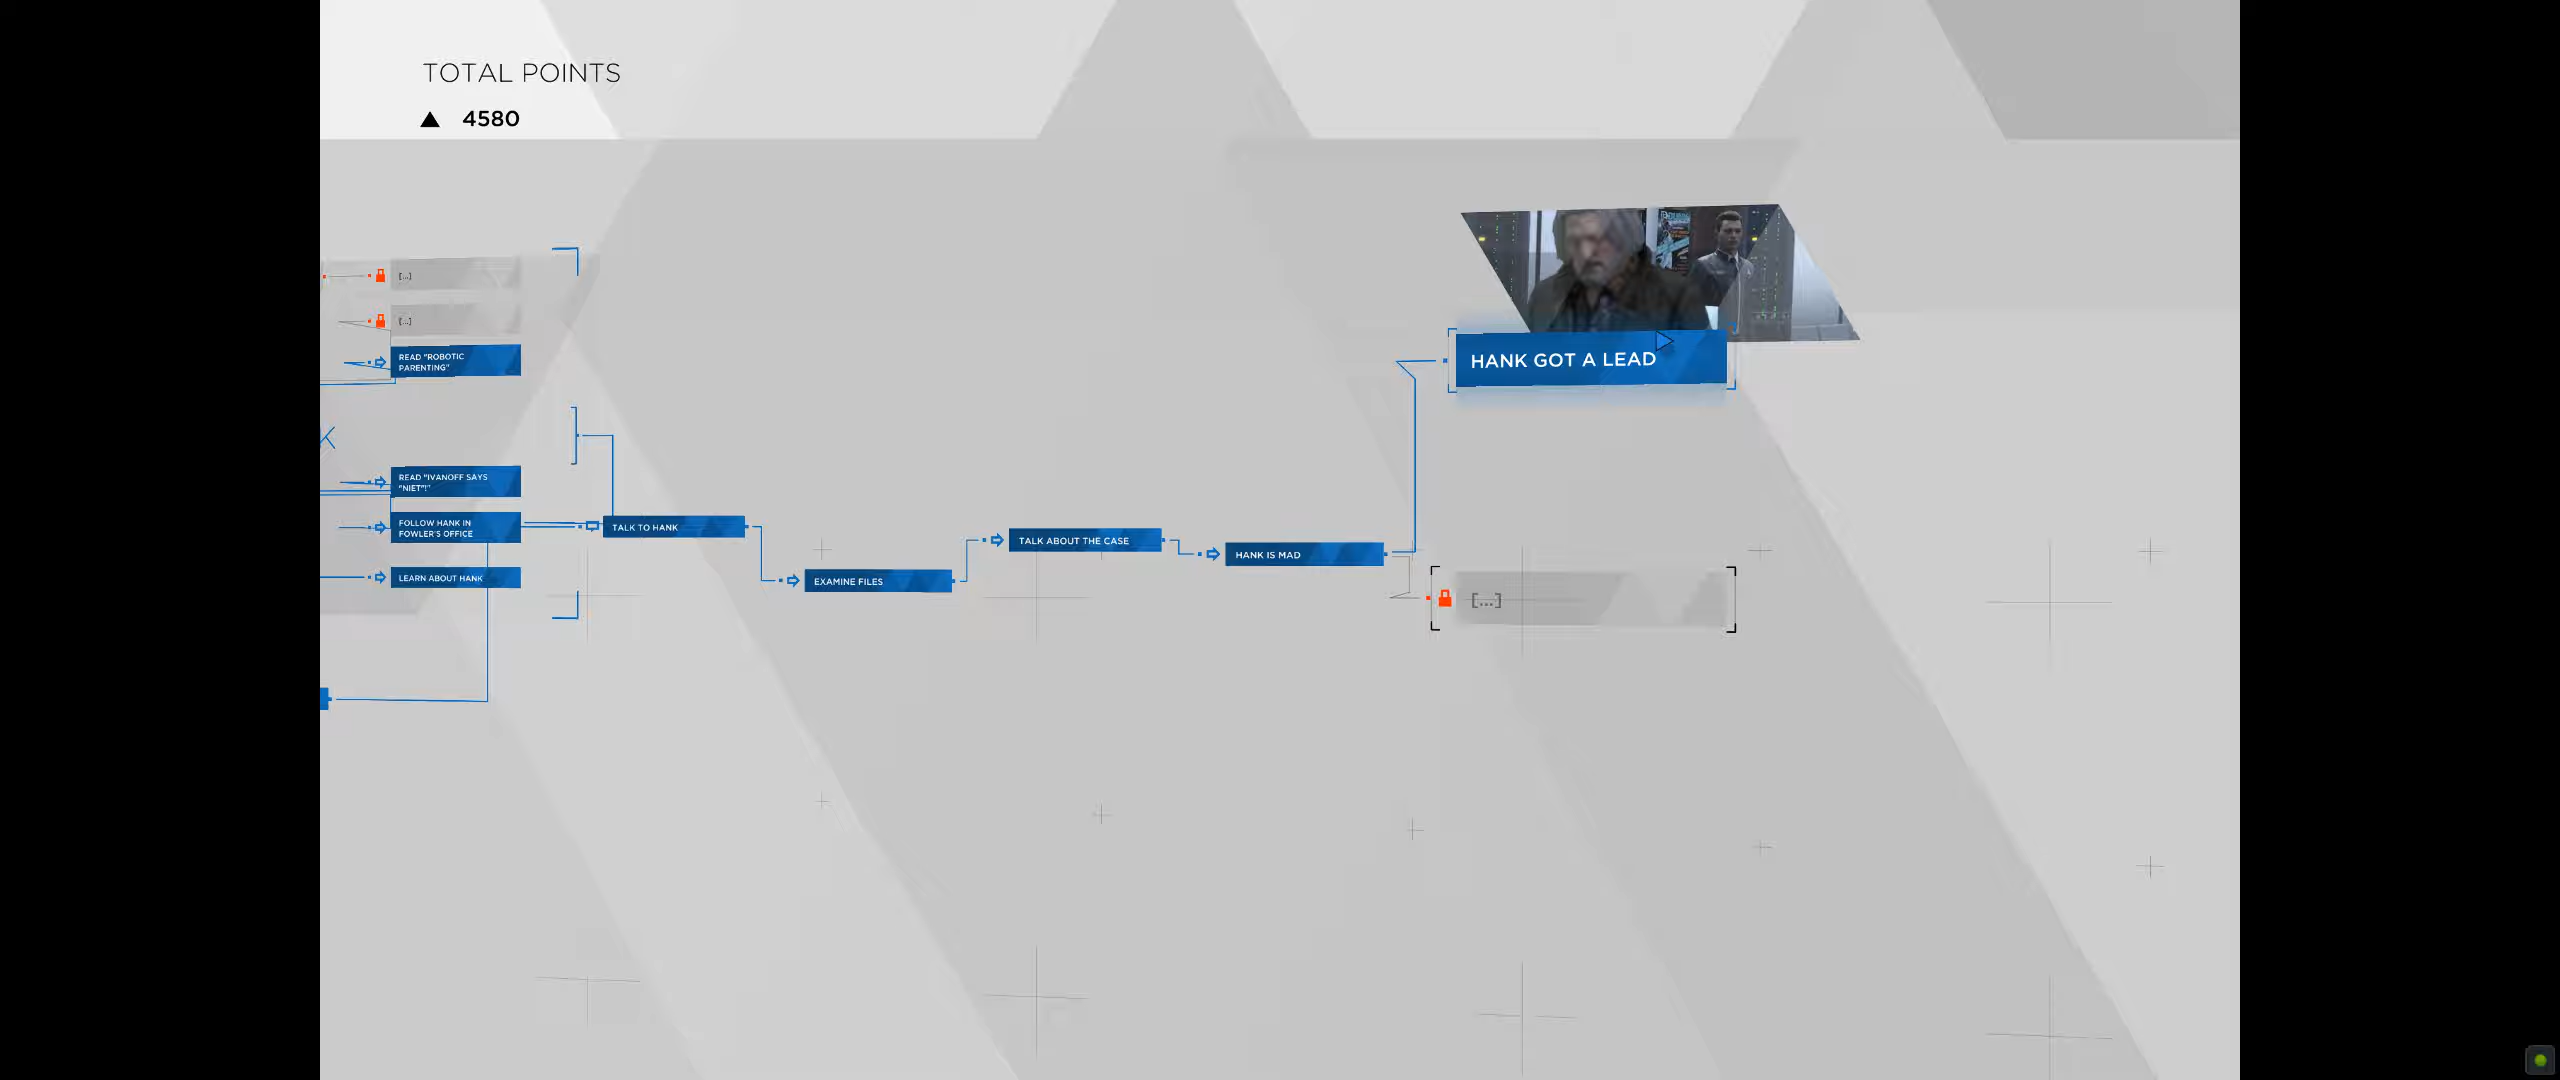 TOTAL POINTS
4580
[...]
[...]
READ "ROBOTIC
PARENTING"
K
READ "IVANOFF SAYS
"NIET"!"
FOLLOW HANK IN
FOWLER'S OFFICE
LEARN ABOUT HANK
TALK TO HANK
EXAMINE FILES
TALK ABOUT THE CASE
HANK IS MAD
HANK GOT A LEAD
[...]